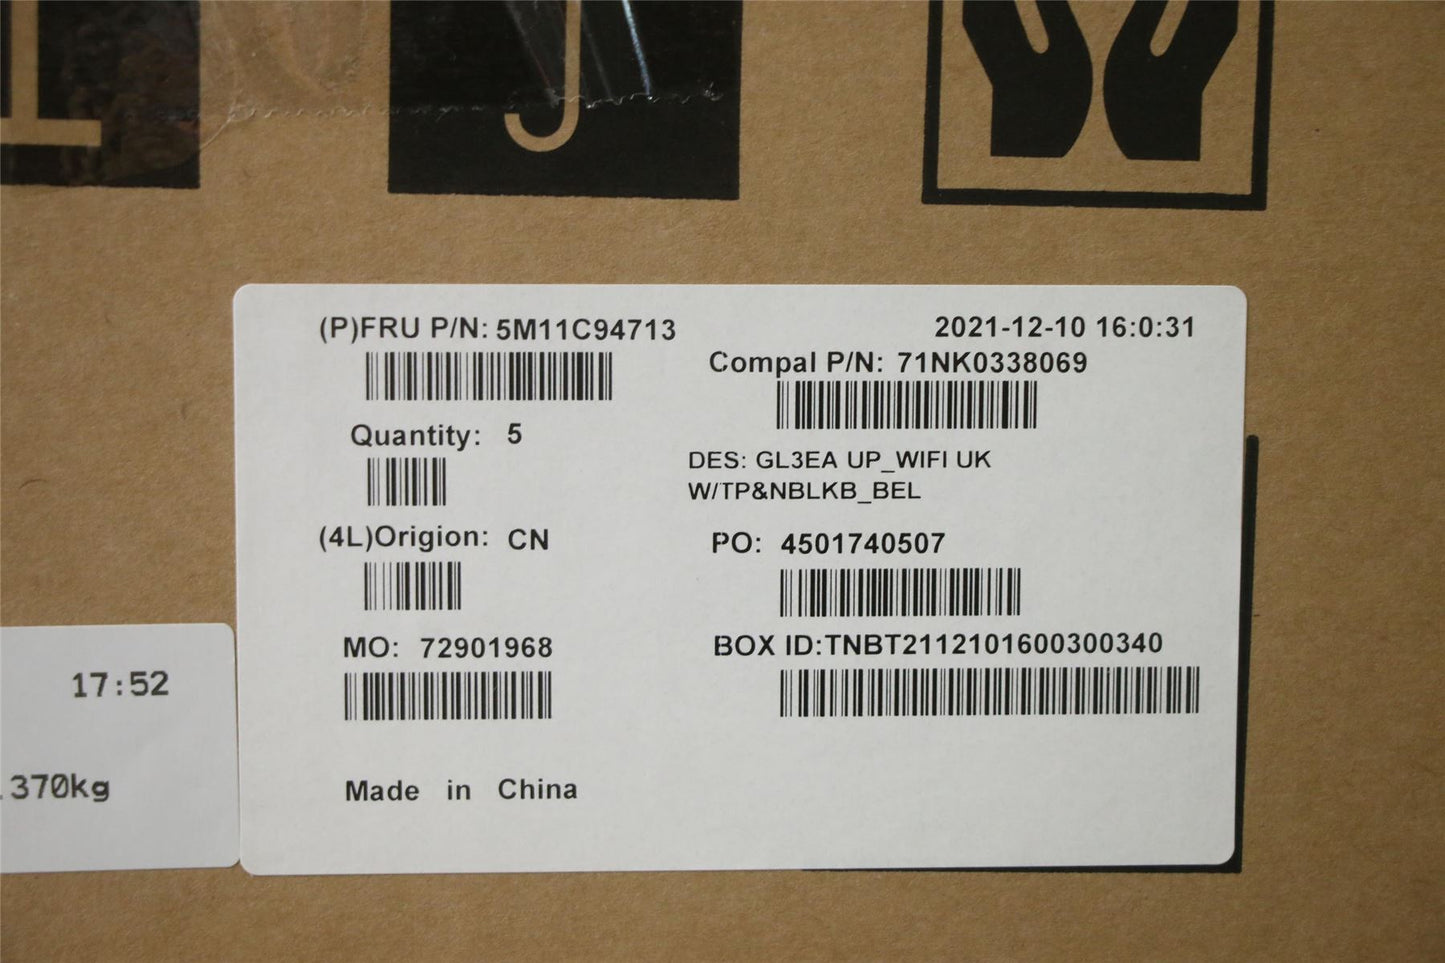 (P)FRU P/N: 5M11C94713
2021-12-10 16:0:31
Compal P/N: 71NK0338069
Quantity: 5
DES: GL3EA UP_WIFI UK
W/TP&NBLKB_BEL
(4L)Origion: CN
PO: 4501740507
MO: 72901968
BOX ID:TNBT2112101600300340
Made in China
17:52
.370kg